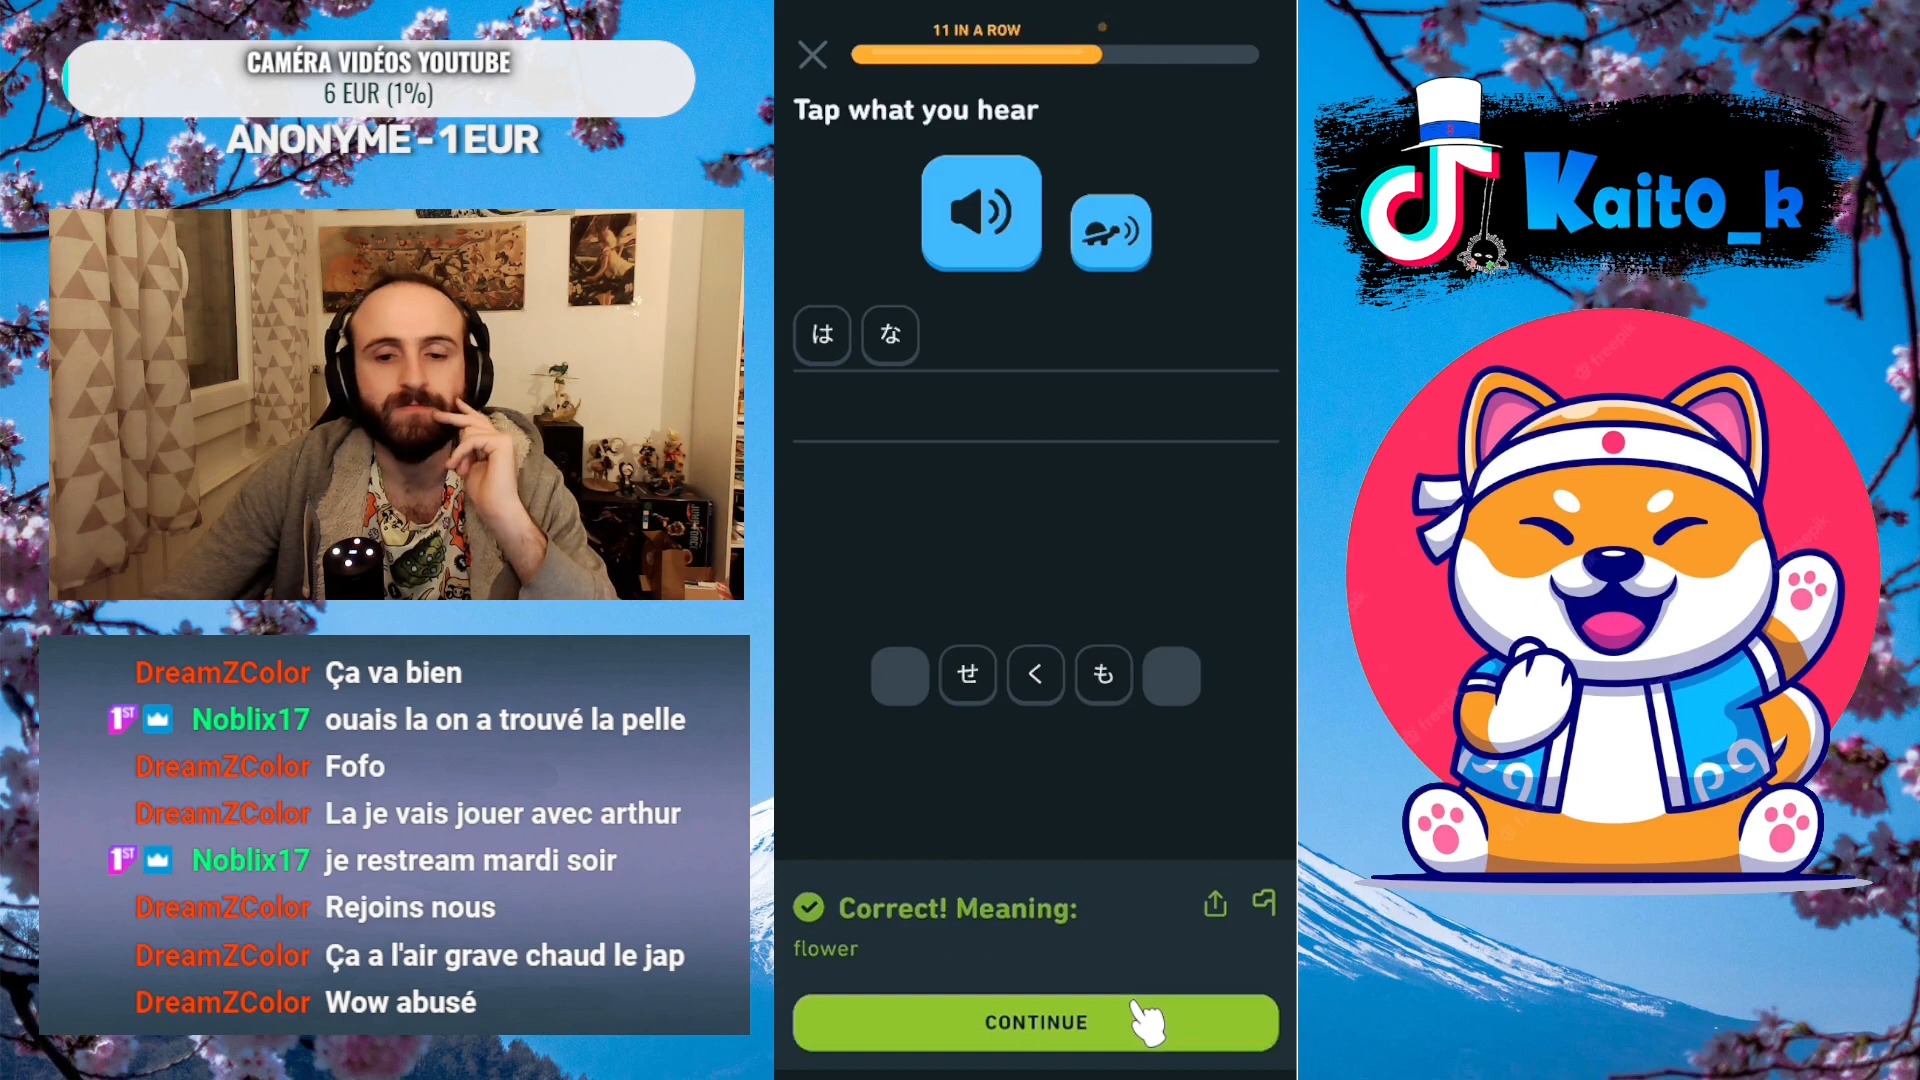 CAMÉRA VIDÉOS YOUTUBE
6 EUR (1%)
ANONYME - 1 EUR
DreamZColor Ça va bien
1ST Noblix17 ouais la on a trouvé la pelle
DreamZColor Fofo
DreamZColor La je vais jouer avec arthur
1ST Noblix17 je restream mardi soir
DreamZColor Rejoins nous
DreamZColor Ça a l'air grave chaud le jap
DreamZColor Wow abusé
11 IN A ROW
Tap what you hear
は な
せ く も
Correct! Meaning:
flower
CONTINUE
Kaito_k